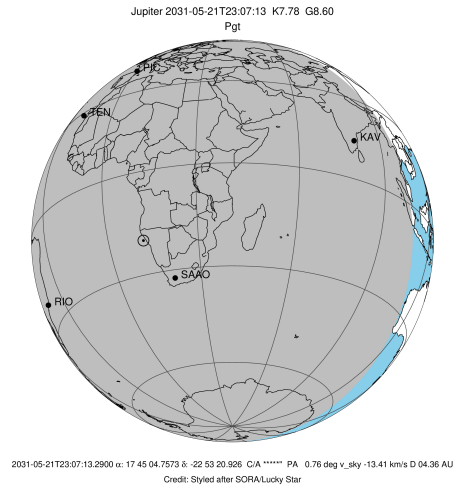 Jupiter 2031-05-21T23:07:13 K7.78 G8.60
Pgt
PIC
TEN
KAV
SAAO
RIO
2031-05-21T23:07:13.2900 α: 17 45 04.7573 δ: -22 53 20.926 C/A *****" PA 0.76 deg v_sky -13.41 km/s D 04.36 AU
Credit: Styled after SORA/Lucky Star